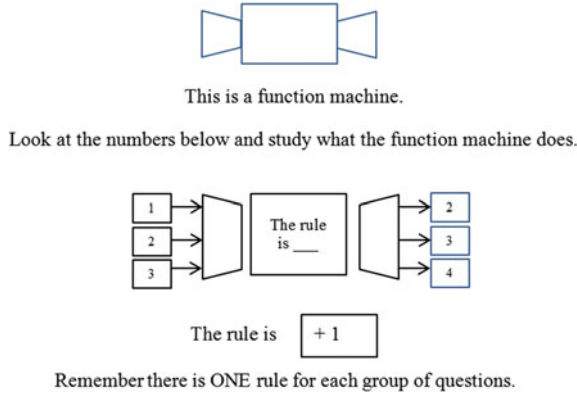 This is a function machine.
Look at the numbers below and study what the function machine does.
1
2
3
The rule
is ___
2
3
4
The rule is + 1
Remember there is ONE rule for each group of questions.